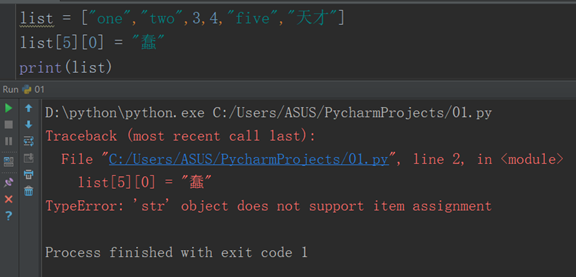 list = ["one","two",3,4,"five","天才"]
list[5][0] = "蠢"
print(list)
Run 01
D:\python\python.exe C:/Users/ASUS/PycharmProjects/01.py
Traceback (most recent call last):
File "C:/Users/ASUS/PycharmProjects/01.py", line 2, in <module>
list[5][0] = "蠢"
TypeError: 'str' object does not support item assignment
Process finished with exit code 1